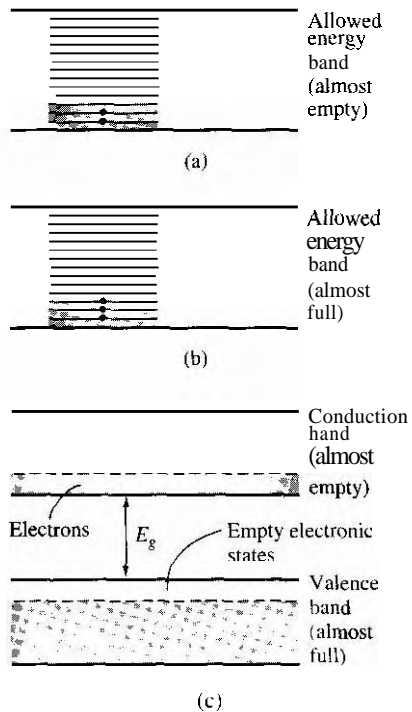 Allowed
energy
band
(almost
empty)
(a)
Allowed
energy
band
(almost
full)
(b)
Conduction
hand
(almost
empty)
Electrons
E_g
Empty electronic
states
Valence
band
(almost
full)
(c)